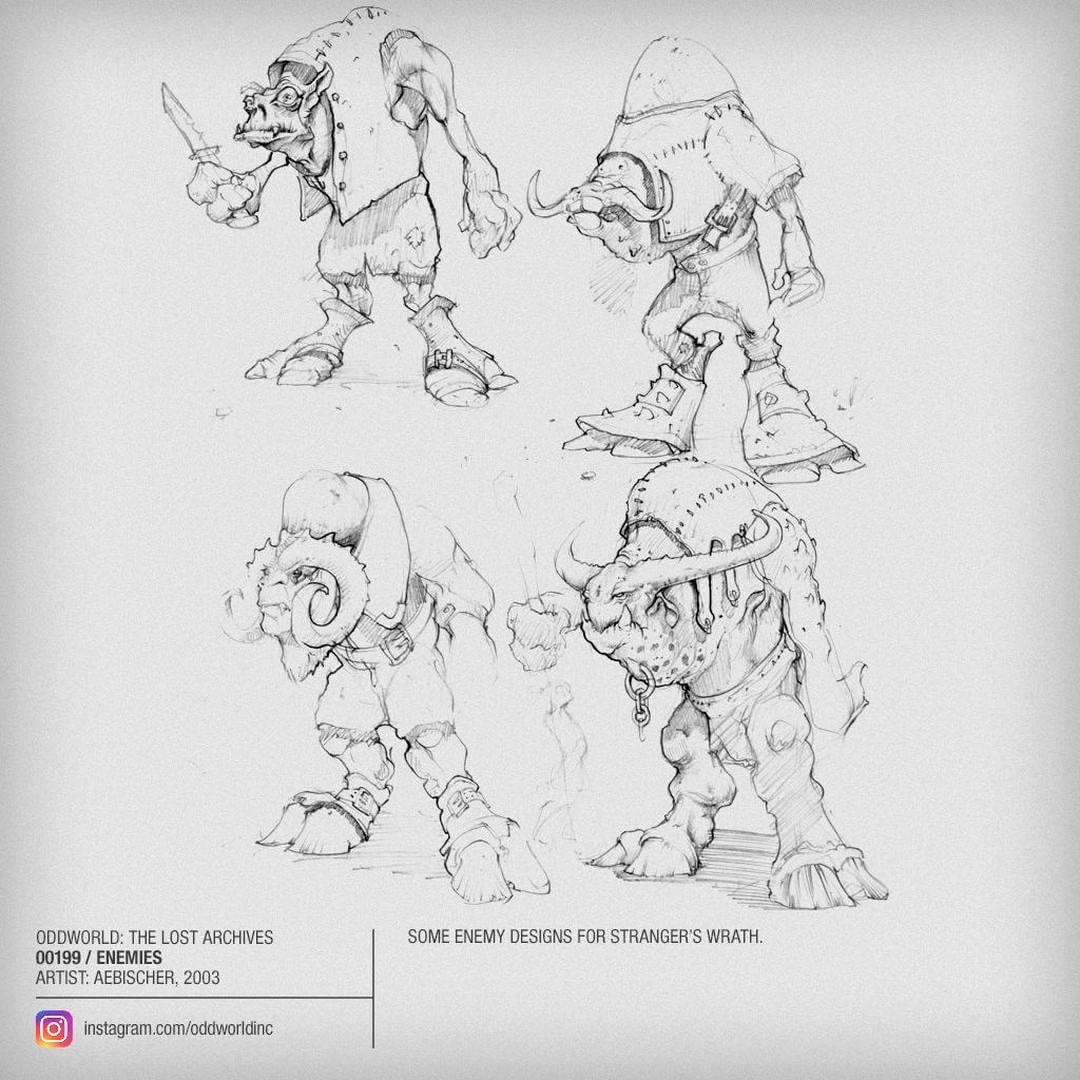 ODDWORLD: THE LOST ARCHIVES
00199 / ENEMIES
ARTIST: AEBISCHER, 2003
instagram.com/oddworldinc
SOME ENEMY DESIGNS FOR STRANGER'S WRATH.